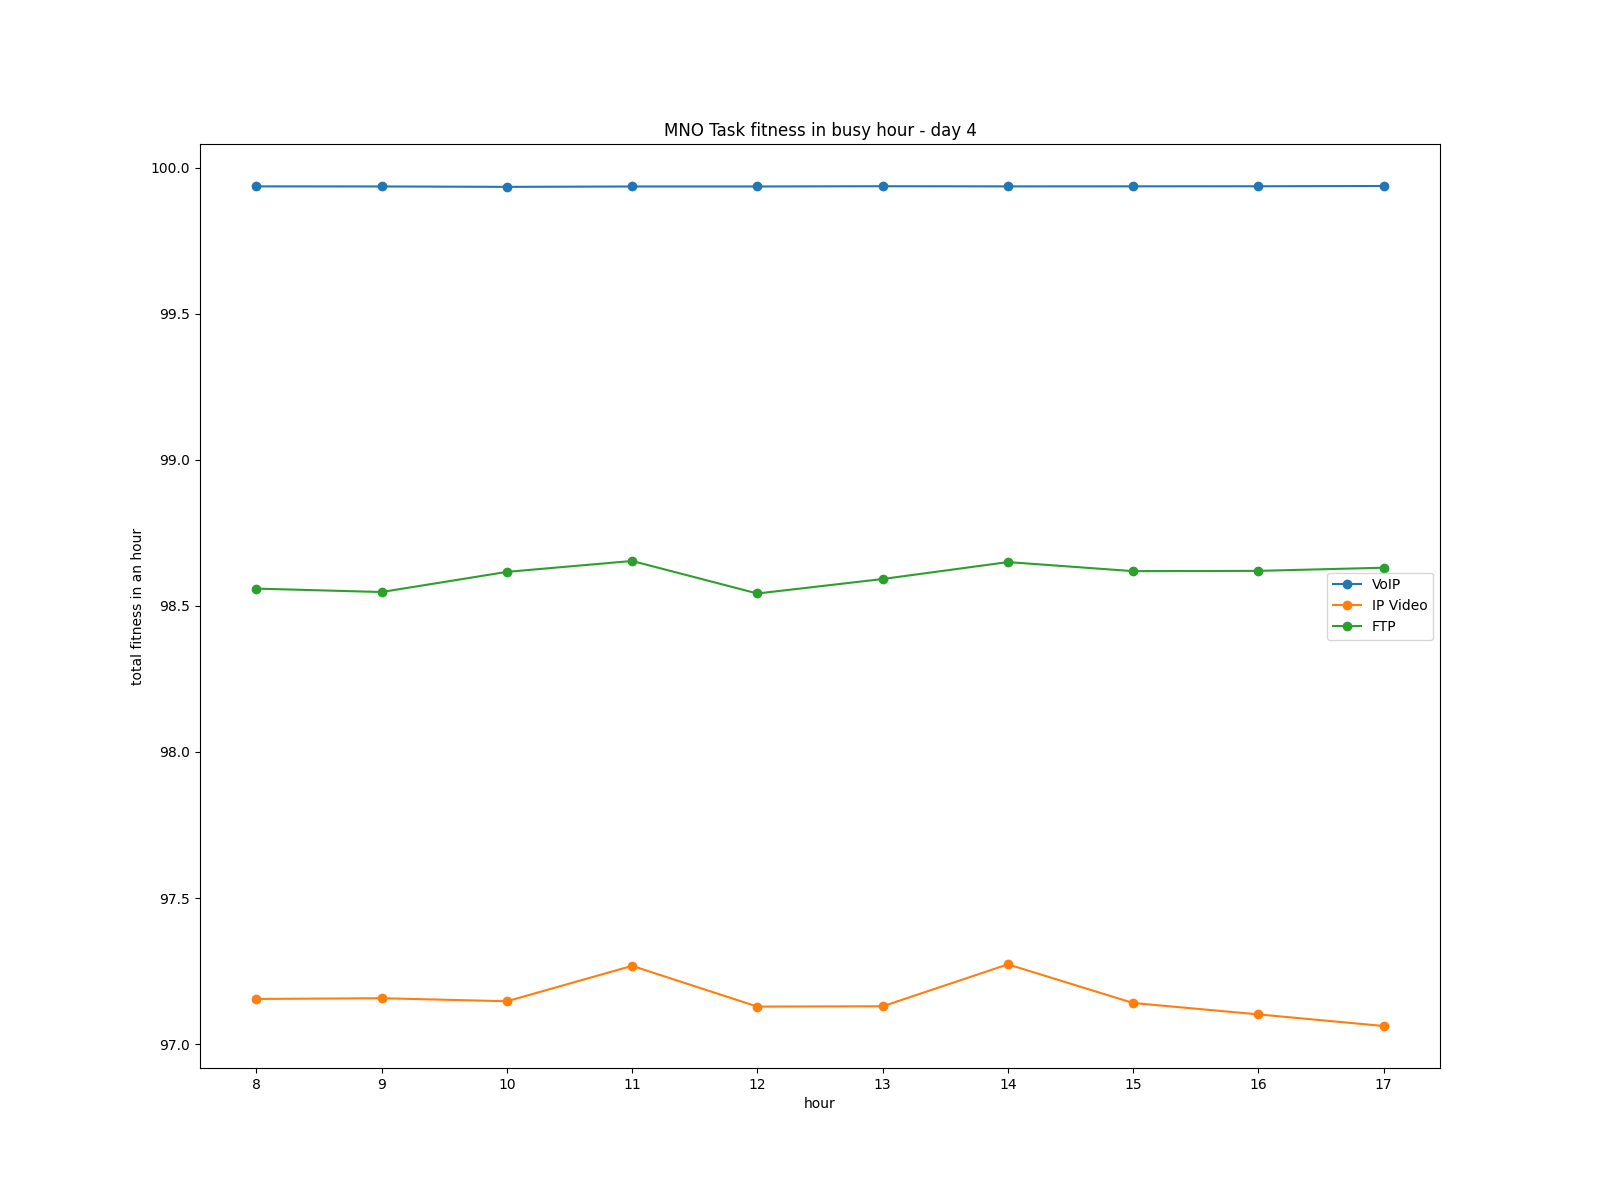 MNO Task fitness in busy hour - day 4
100.0
99.5
99.0
98.5
98.0
97.5
97.0
total fitness in an hour
VoIP
IP Video
FTP
8 9 10 11 12 13 14 15 16 17
hour